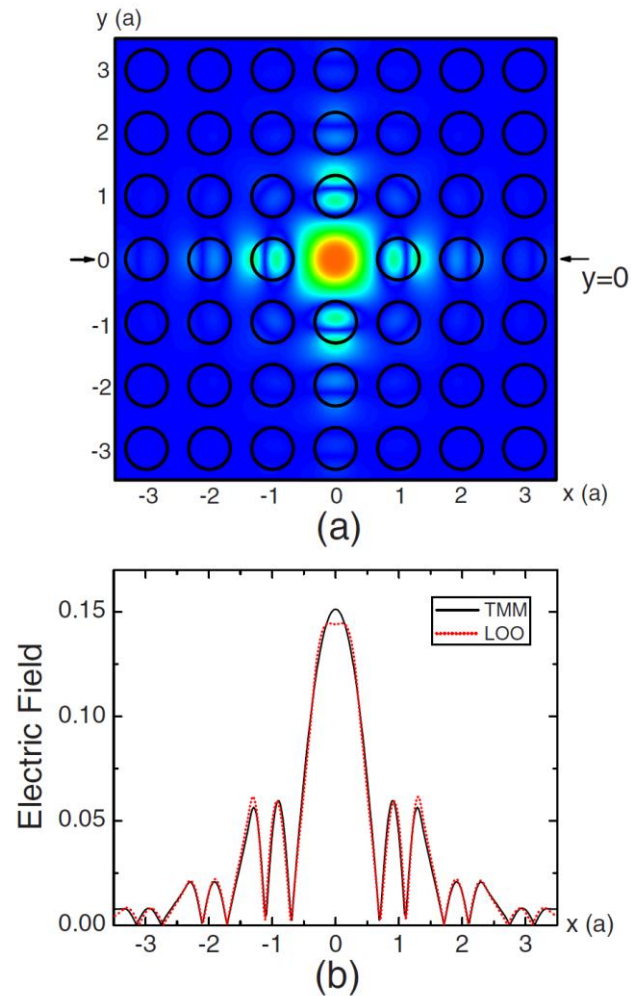 y (a)
3
2
1
0
-1
-2
-3
y=0
-3 -2 -1 0 1 2 3 x (a)
(a)
Electric Field
0.15
0.10
0.05
0.00
TMM
LOO
-3 -2 -1 0 1 2 3 x (a)
(b)